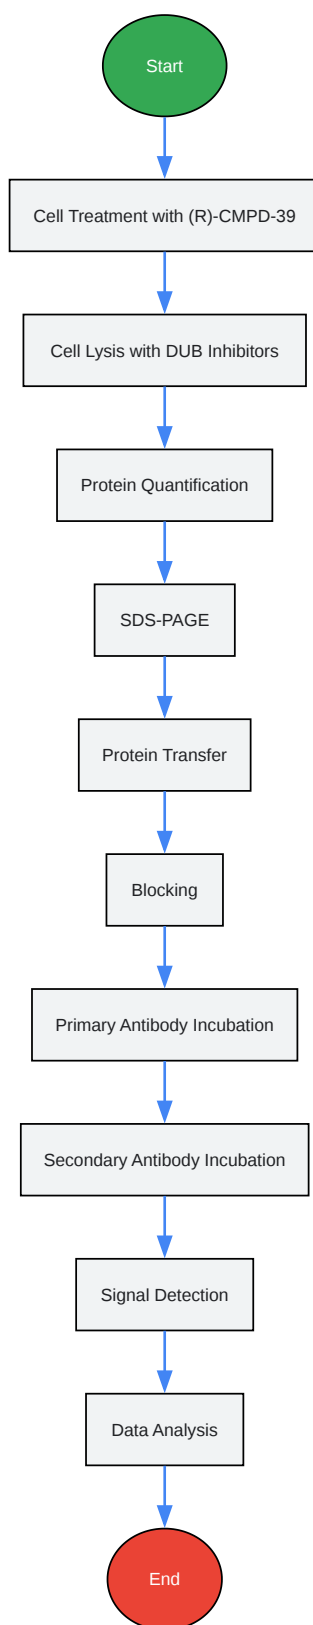 Start
Cell Treatment with (R)-CMPD-39
Cell Lysis with DUB Inhibitors
Protein Quantification
SDS-PAGE
Protein Transfer
Blocking
Primary Antibody Incubation
Secondary Antibody Incubation
Signal Detection
Data Analysis
End